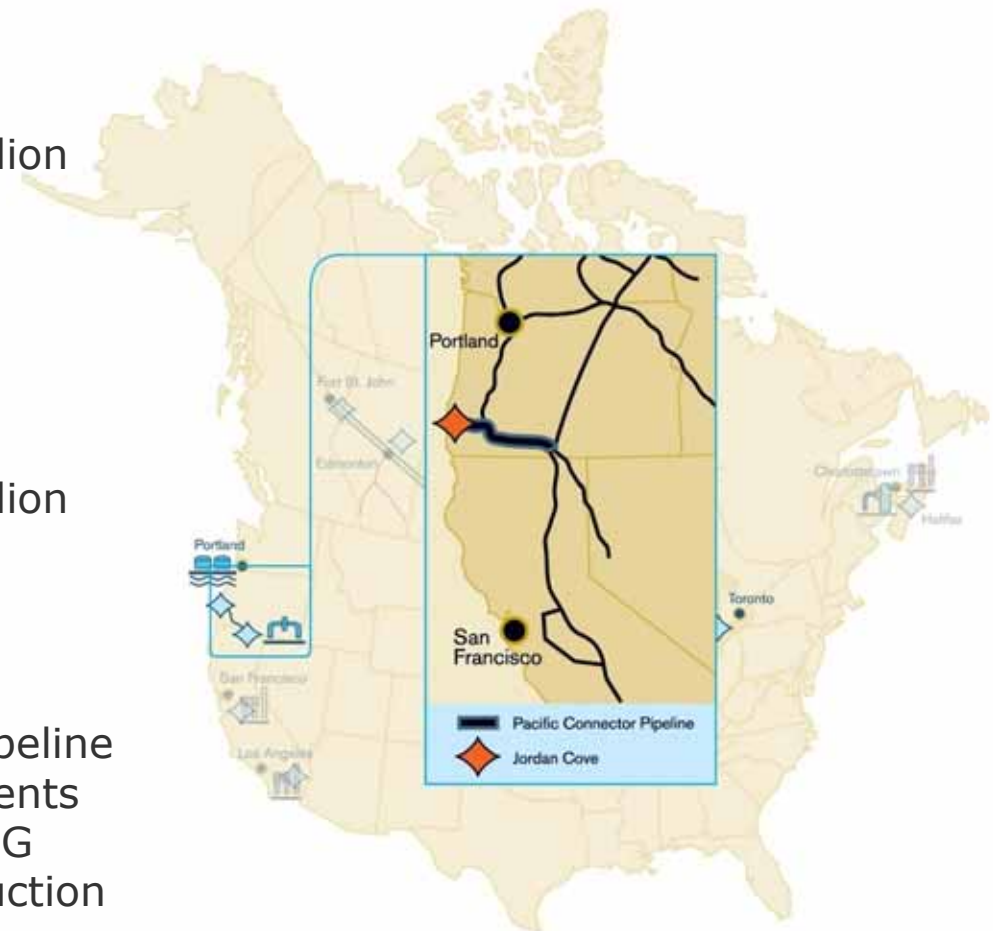 lion
lion
peline
ents
G
uction
Fort St. John
Edmonton
Portland
San Francisco
Los Angeles
Portland
San
Francisco
Pacific Connector Pipeline
Jordan Cove
Toronto
Charlottetown
Halifax